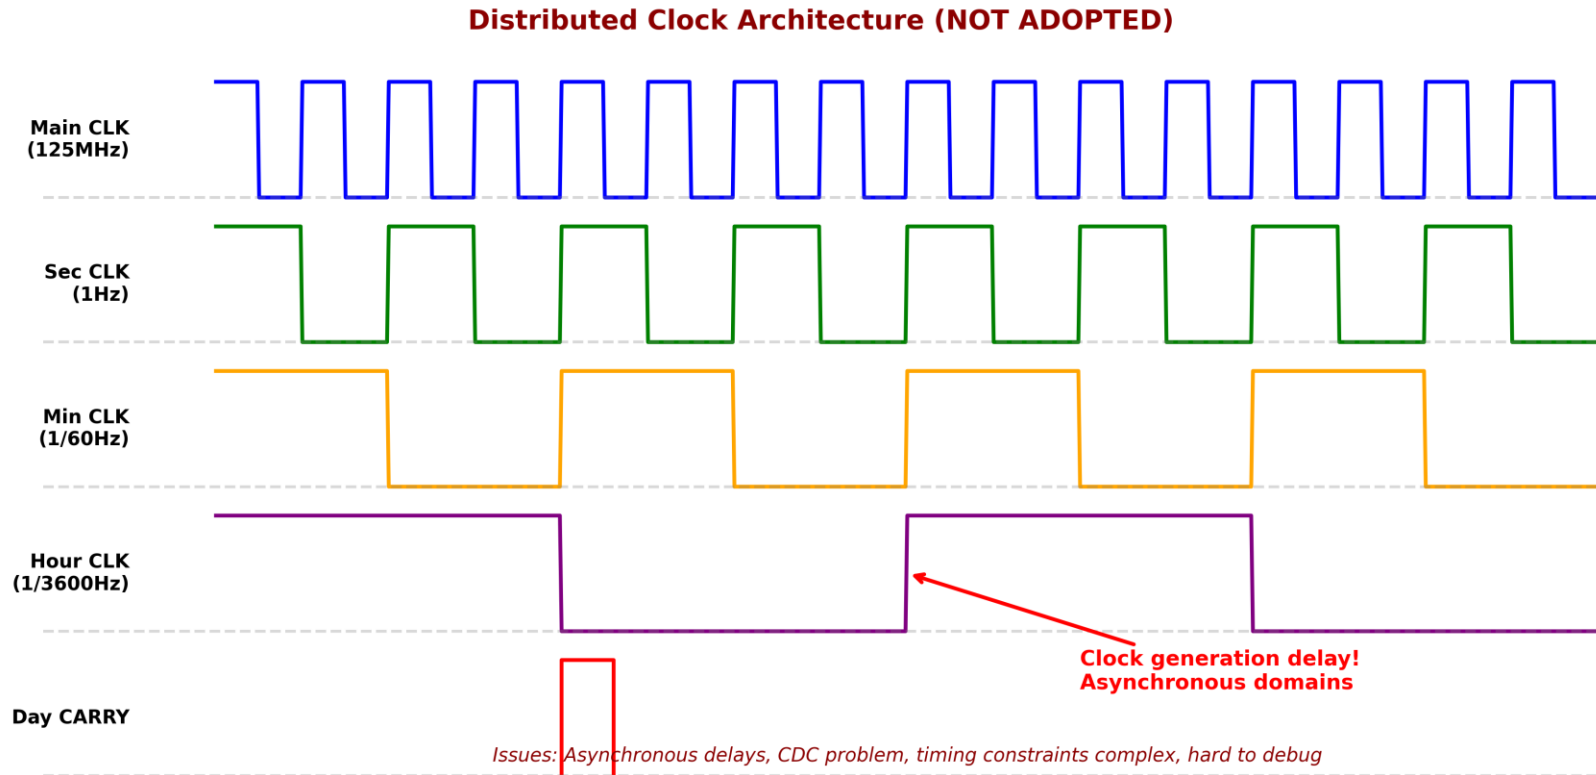 Distributed Clock Architecture (NOT ADOPTED)
Main CLK
(125MHz)
Sec CLK
(1Hz)
Min CLK
(1/60Hz)
Hour CLK
(1/3600Hz)
Clock generation delay!
Asynchronous domains
Day CARRY
Issues: Asynchronous delays, CDC problem, timing constraints complex, hard to debug